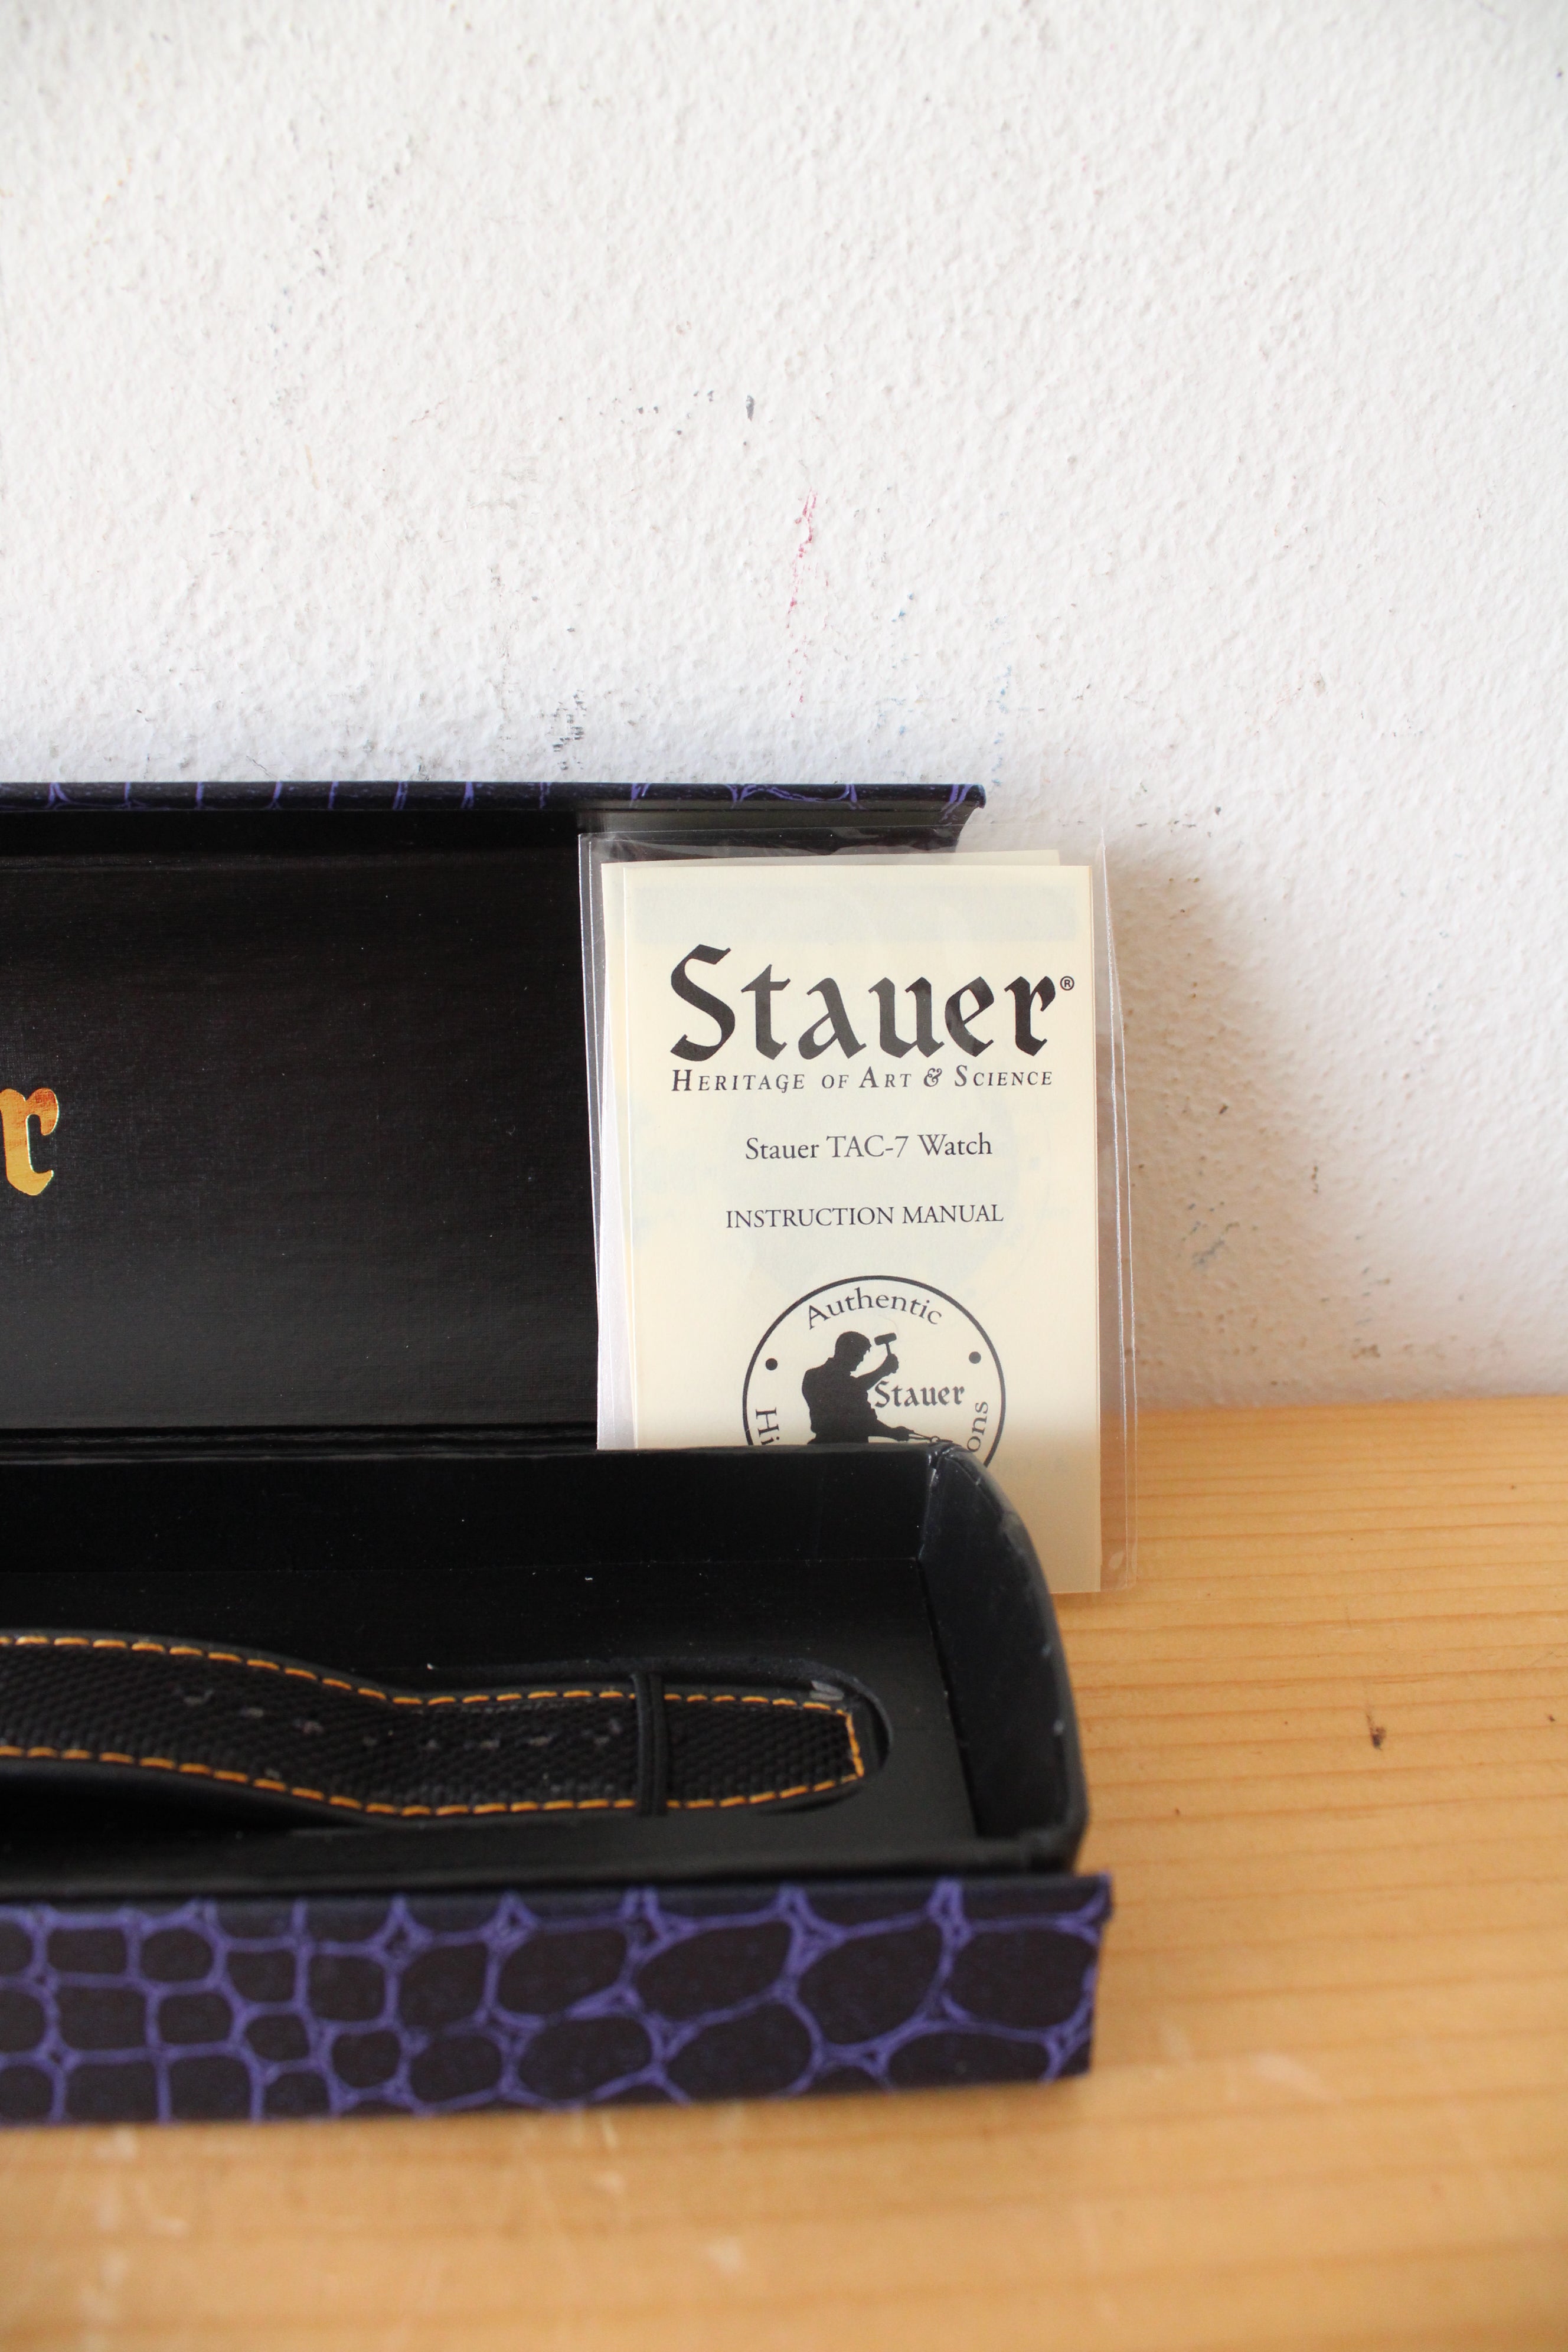 Stauer®
HERITAGE OF ART & SCIENCE
Stauer TAC-7 Watch
INSTRUCTION MANUAL
Authentic
Stauer